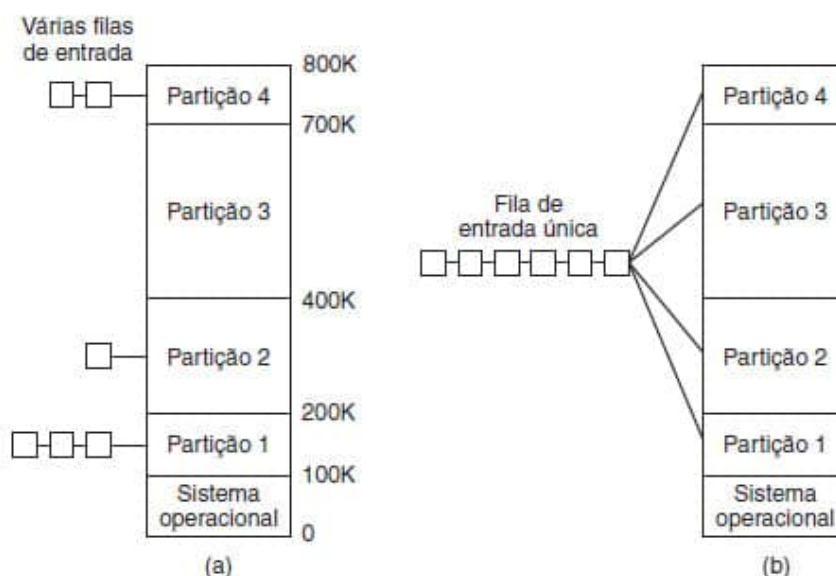 Várias filas
de entrada
800K
Partição 4
700K
Partição 3
400K
Partição 2
200K
Partição 1
100K
Sistema
operacional
0
(a)
Fila de
entrada única
Partição 4
Partição 3
Partição 2
Partição 1
Sistema
operacional
(b)